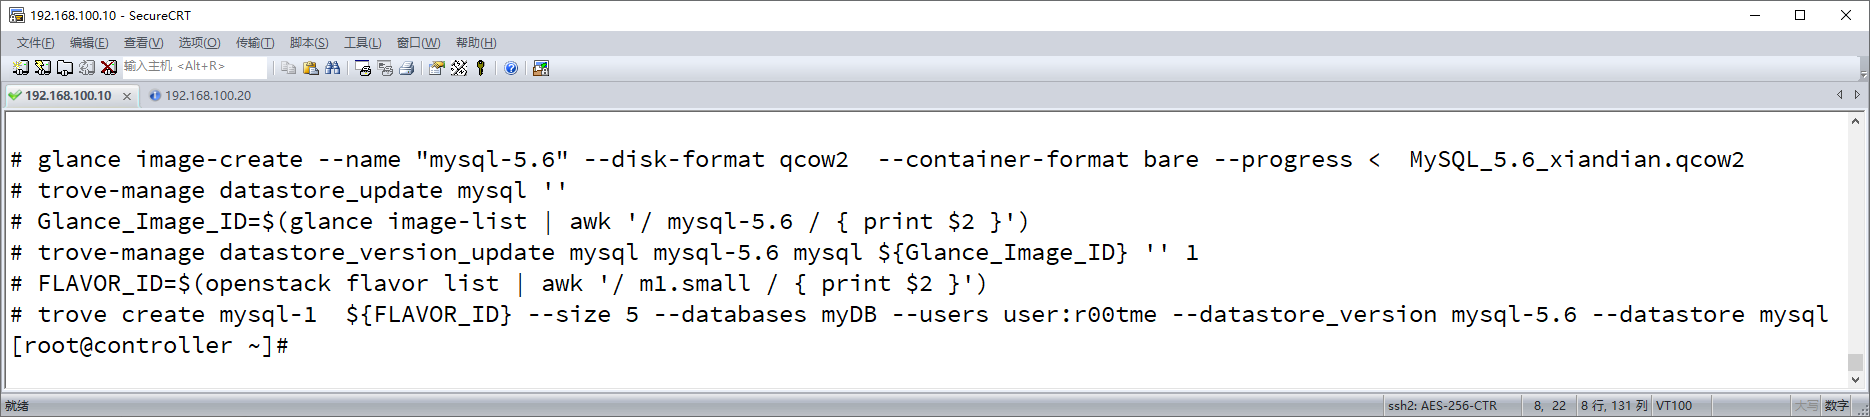 192.168.100.10 - SecureCRT
文件(F) 编辑(E) 查看(V) 选项(O) 传输(T) 脚本(S) 工具(L) 窗口(W) 帮助(H)
输入主机 <Alt+R>
192.168.100.10 192.168.100.20
# glance image-create --name "mysql-5.6" --disk-format qcow2  --container-format bare --progress <  MySQL_5.6_xiandian.qcow2
# trove-manage datastore_update mysql ''
# Glance_Image_ID=$(glance image-list | awk '/ mysql-5.6 / { print $2 }')
# trove-manage datastore_version_update mysql mysql-5.6 mysql ${Glance_Image_ID} '' 1
# FLAVOR_ID=$(openstack flavor list | awk '/ m1.small / { print $2 }')
# trove create mysql-1  ${FLAVOR_ID} --size 5 --databases myDB --users user:r00tme --datastore_version mysql-5.6 --datastore mysql
[root@controller ~]#
就绪 ssh2: AES-256-CTR 8, 22 8 行, 131 列 VT100 大写 数字